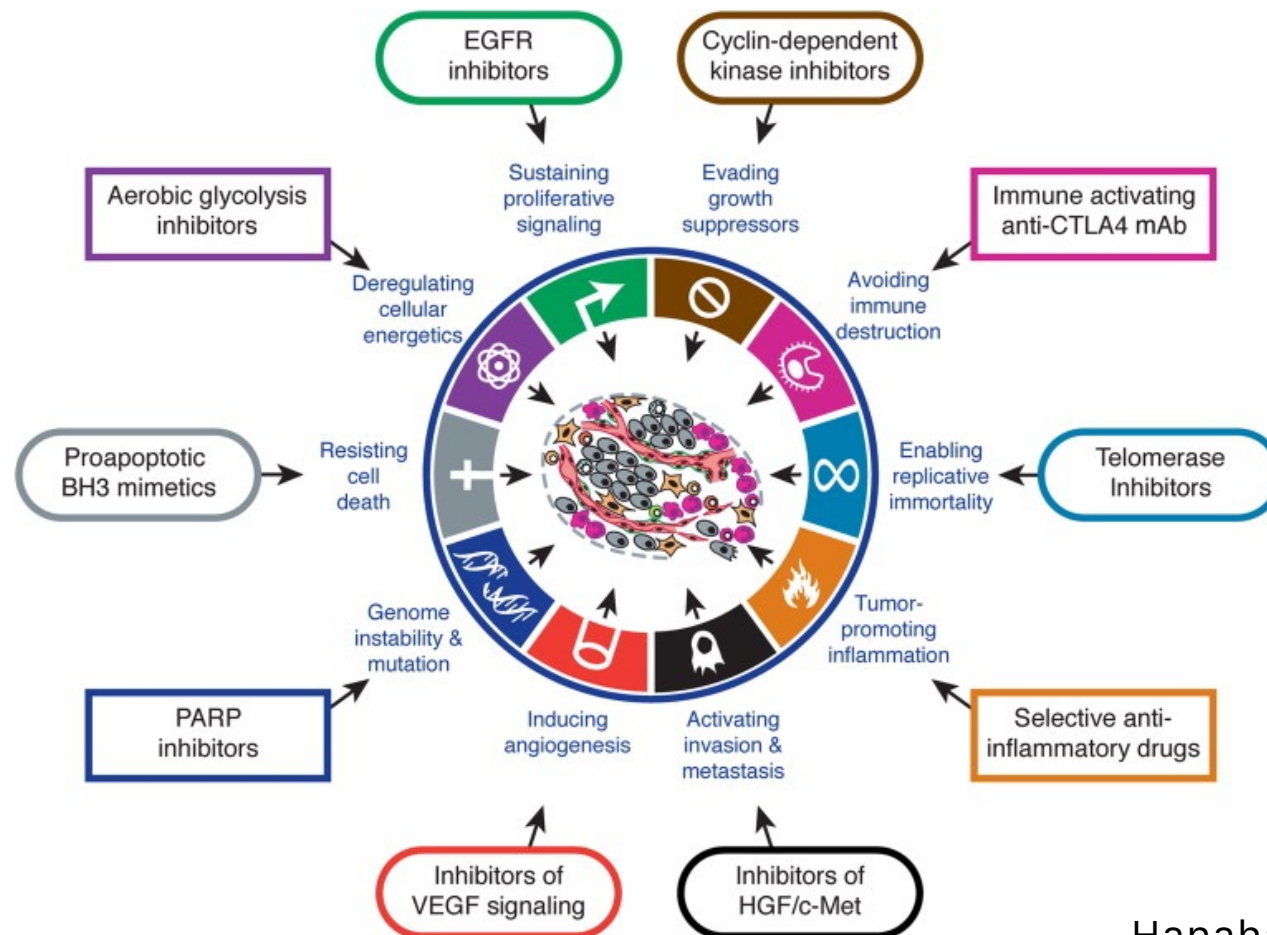 EGFR
inhibitors
Cyclin-dependent
kinase inhibitors
Sustaining
proliferative
signaling
Evading
growth
suppressors
Aerobic glycolysis
inhibitors
Immune activating
anti-CTLA4 mAb
Deregulating
cellular
energetics
Avoiding
immune
destruction
Proapoptotic
BH3 mimetics
Resisting
cell
death
Enabling
replicative
immortality
Telomerase
Inhibitors
Genome
instability &
mutation
Tumor-
promoting
inflammation
PARP
inhibitors
Inducing
angiogenesis
Activating
invasion &
metastasis
Selective anti-
inflammatory drugs
Inhibitors of
VEGF signaling
Inhibitors of
HGF/c-Met